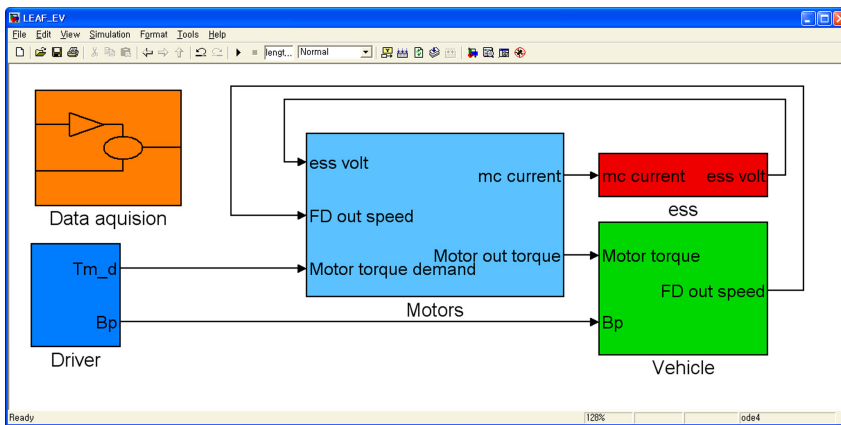 LEAF_EV
File Edit View Simulation Format Tools Help
lengt... Normal
ess volt
mc current
mc current
ess volt
ess
FD out speed
Data aquision
Tm_d
Motor torque demand
Motor out torque
Motor torque
FD out speed
Bp
Bp
Motors
Driver
Vehicle
Ready
128%
ode4